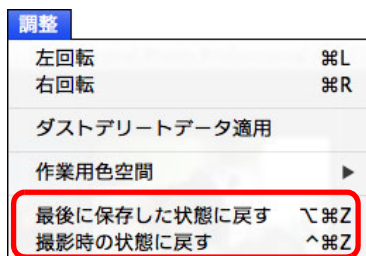 調整
左回転 ⌘L
右回転 ⌘R
ダストデリートデータ適用
作業用色空間 ▶
最後に保存した状態に戻す ⌥⌘Z
撮影時の状態に戻す ^⌘Z